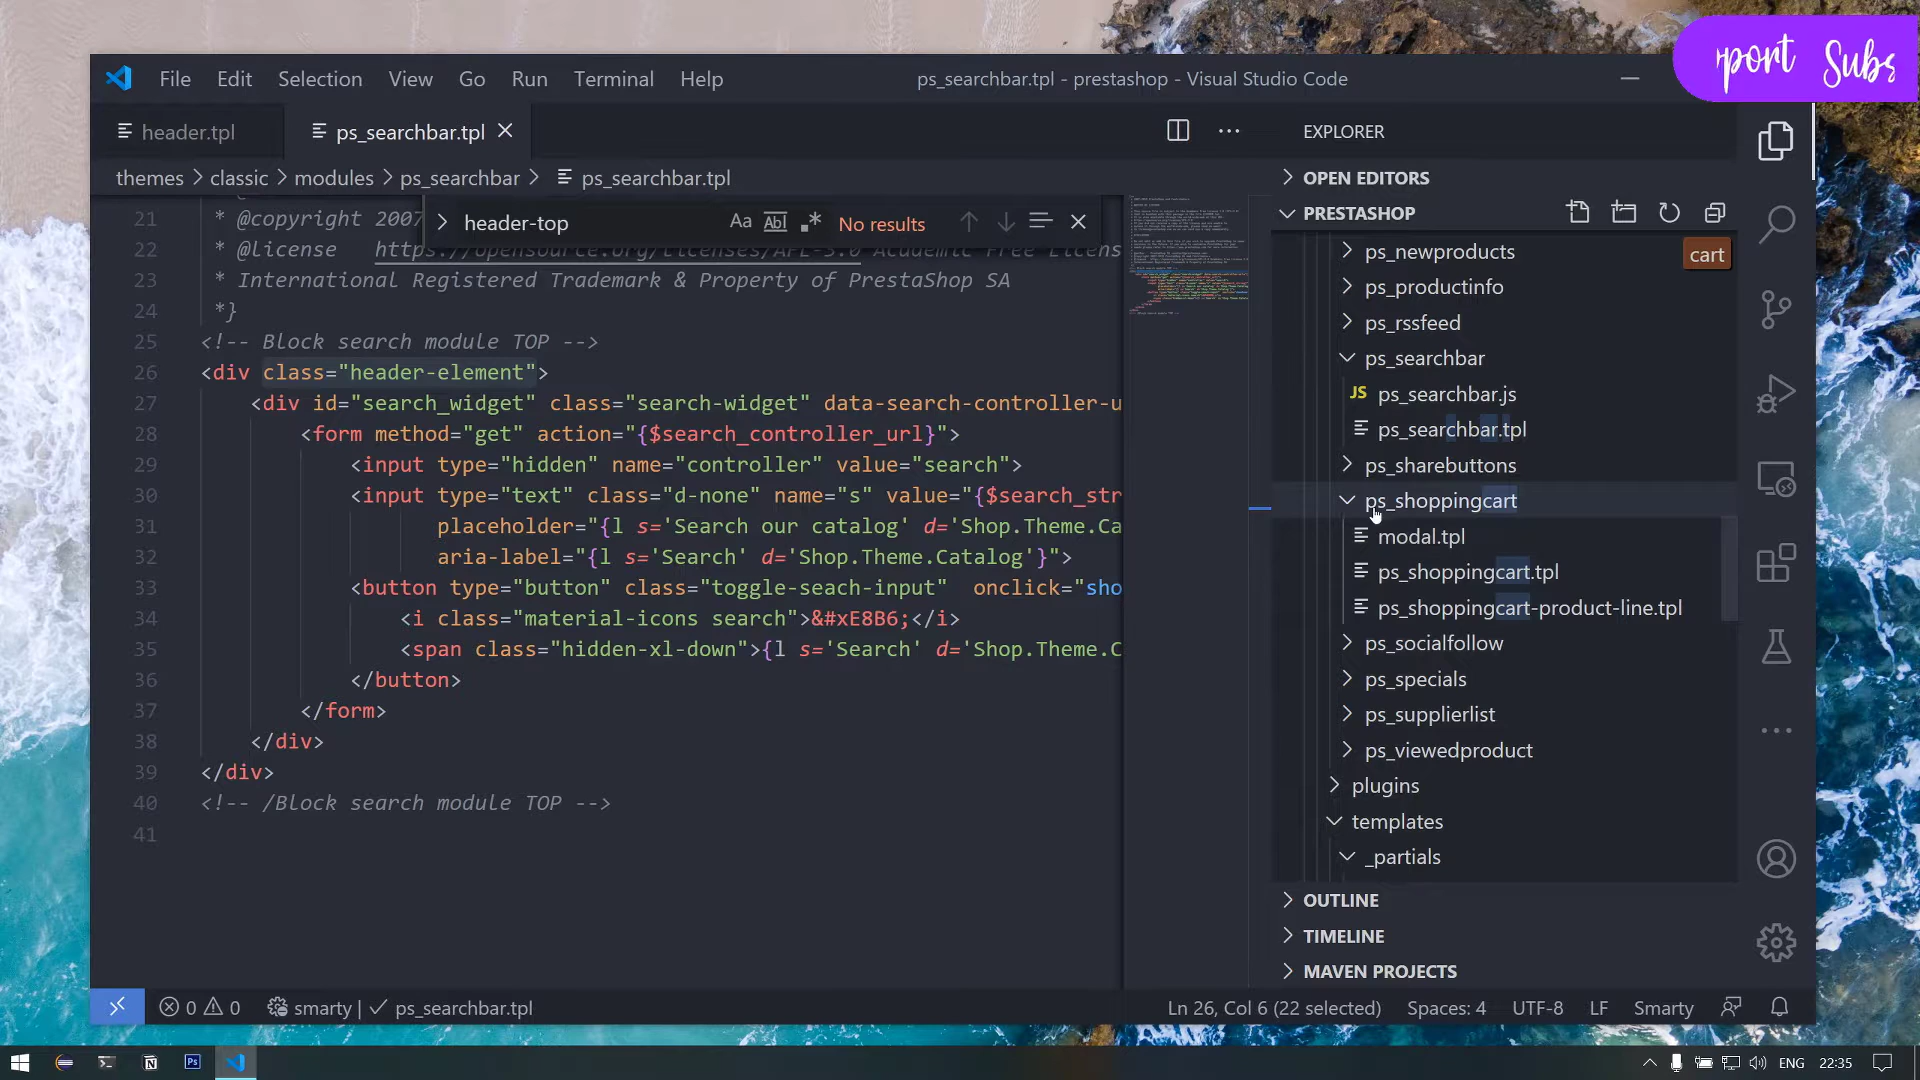 port Subs
File Edit Selection View Go Run Terminal Help
ps_searchbar.tpl - prestashop - Visual Studio Code
header.tpl
ps_searchbar.tpl
themes > classic > modules > ps_searchbar > ps_searchbar.tpl
header-top
Aa
Abl
No results
21 * @copyright 2007
22 * @license https://opensource.org/licenses/AFL-3.0 Academic Free Licens
23 * International Registered Trademark & Property of PrestaShop SA
24 *}
25 <!-- Block search module TOP -->
26 <div class="header-element">
27 <div id="search_widget" class="search-widget" data-search-controller-u
28 <form method="get" action="{$search_controller_url}">
29 <input type="hidden" name="controller" value="search">
30 <input type="text" class="d-none" name="s" value="{$search_str
31 placeholder="{l s='Search our catalog' d='Shop.Theme.Ca
32 aria-label="{l s='Search' d='Shop.Theme.Catalog'}">
33 <button type="button" class="toggle-seach-input" onclick="sho
34 <i class="material-icons search">&#xE8B6;</i>
35 <span class="hidden-xl-down">{l s='Search' d='Shop.Theme.C
36 </button>
37 </form>
38 </div>
39 </div>
40 <!-- /Block search module TOP -->
41
EXPLORER
OPEN EDITORS
PRESTASHOP
cart
ps_newproducts
ps_productinfo
ps_rssfeed
ps_searchbar
JS ps_searchbar.js
ps_searchbar.tpl
ps_sharebuttons
ps_shoppingcart
modal.tpl
ps_shoppingcart.tpl
ps_shoppingcart-product-line.tpl
ps_socialfollow
ps_specials
ps_supplierlist
ps_viewedproduct
plugins
templates
_partials
OUTLINE
TIMELINE
MAVEN PROJECTS
0 0 smarty | ps_searchbar.tpl
Ln 26, Col 6 (22 selected) Spaces: 4 UTF-8 LF Smarty
Ps
ENG 22:35